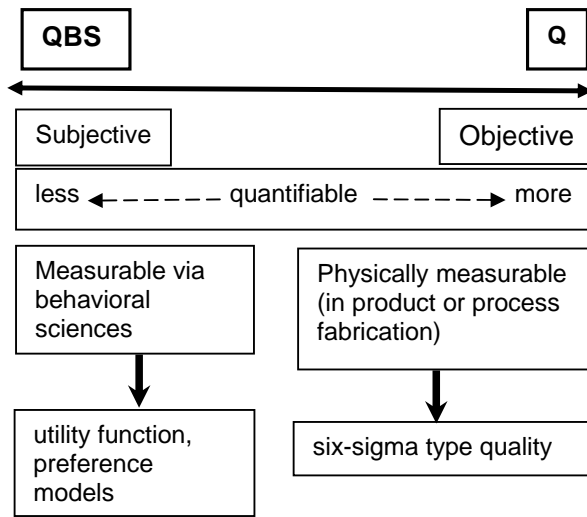 QBS
Q
Subjective
Objective
less quantifiable more
Measurable via
behavioral
sciences
Physically measurable
(in product or process
fabrication)
utility function,
preference
models
six-sigma type quality